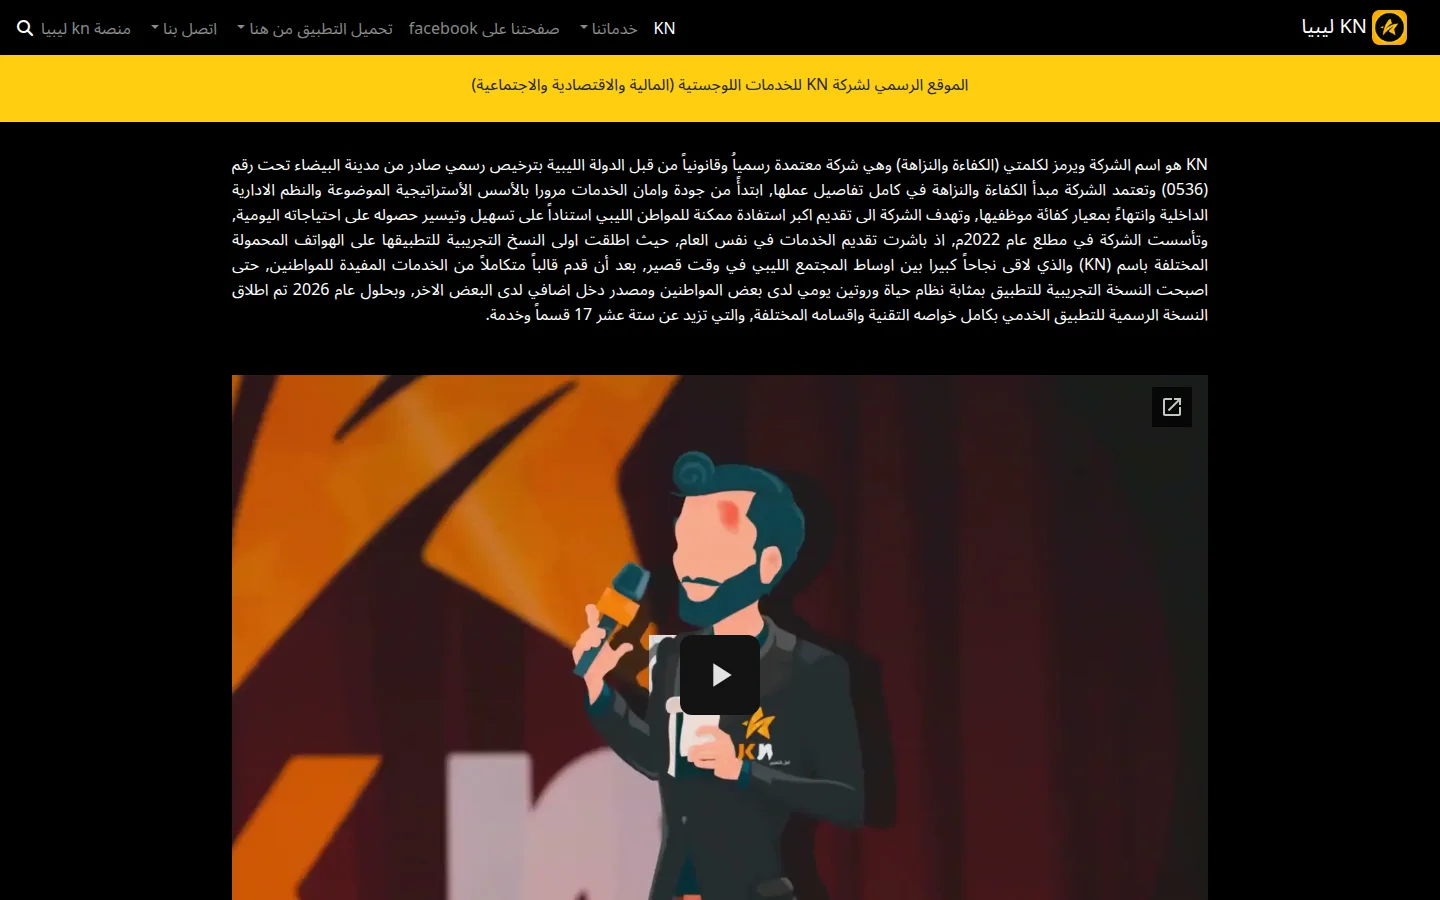 KN ليبيا
KN
خدماتنا
صفحتنا على facebook
تحميل التطبيق من هنا
اتصل بنا
منصة kn ليبيا
الموقع الرسمي لشركة KN للخدمات اللوجستية (المالية والاقتصادية والاجتماعية)
KN هو اسم الشركة ويرمز لكلمتي (الكفاءة والنزاهة) وهي شركة معتمدة رسمياُ وقانونياً من قبل الدولة الليبية بترخيص رسمي صادر من مدينة البيضاء تحت رقم
(0536) وتعتمد الشركة مبدأ الكفاءة والنزاهة في كامل تفاصيل عملها, ابتدأً من جودة وامان الخدمات مرورا بالأسس الأستراتيجية الموضوعة والنظم الادارية
الداخلية وانتهاءً بمعيار كفائة موظفيها, وتهدف الشركة الى تقديم اكبر استفادة ممكنة للمواطن الليبي استناداً على تسهيل وتيسير حصوله على احتياجاته اليومية,
وتأسست الشركة في مطلع عام 2022م, اذ باشرت تقديم الخدمات في نفس العام, حيث اطلقت اولى النسخ التجريبية للتطبيقها على الهواتف المحمولة
المختلفة باسم (KN) والذي لاقى نجاحاً كبيرا بين اوساط المجتمع الليبي في وقت قصير, بعد أن قدم قالباً متكاملاً من الخدمات المفيدة للمواطنين, حتى
اصبحت النسخة التجريبية للتطبيق بمثابة نظام حياة وروتين يومي لدى بعض المواطنين ومصدر دخل اضافي لدى البعض الاخر, وبحلول عام 2026 تم اطلاق
النسخة الرسمية للتطبيق الخدمي بكامل خواصه التقنية واقسامه المختلفة, والتي تزيد عن ستة عشر 17 قسماً وخدمة.
Kn